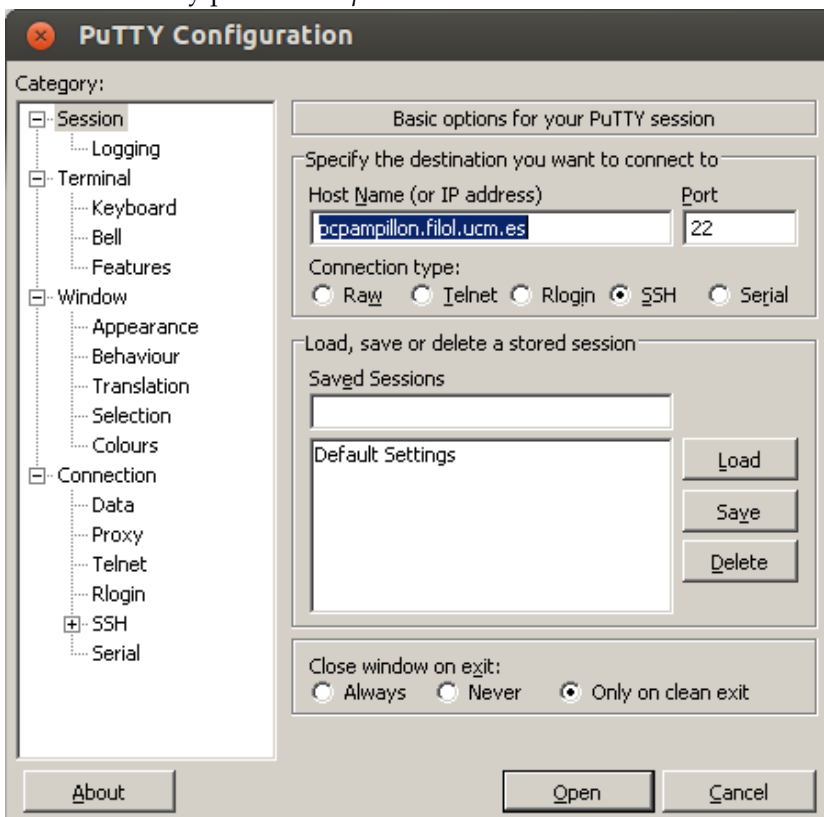 PuTTY Configuration
Category:
Session
Logging
Terminal
Keyboard
Bell
Features
Window
Appearance
Behaviour
Translation
Selection
Colours
Connection
Data
Proxy
Telnet
Rlogin
SSH
Serial
Basic options for your PuTTY session
Specify the destination you want to connect to
Host Name (or IP address) Port
pcpampillon.filol.ucm.es 22
Connection type:
Raw Telnet Rlogin SSH Serial
Load, save or delete a stored session
Saved Sessions
Default Settings
Load
Save
Delete
Close window on exit:
Always Never Only on clean exit
About Open Cancel